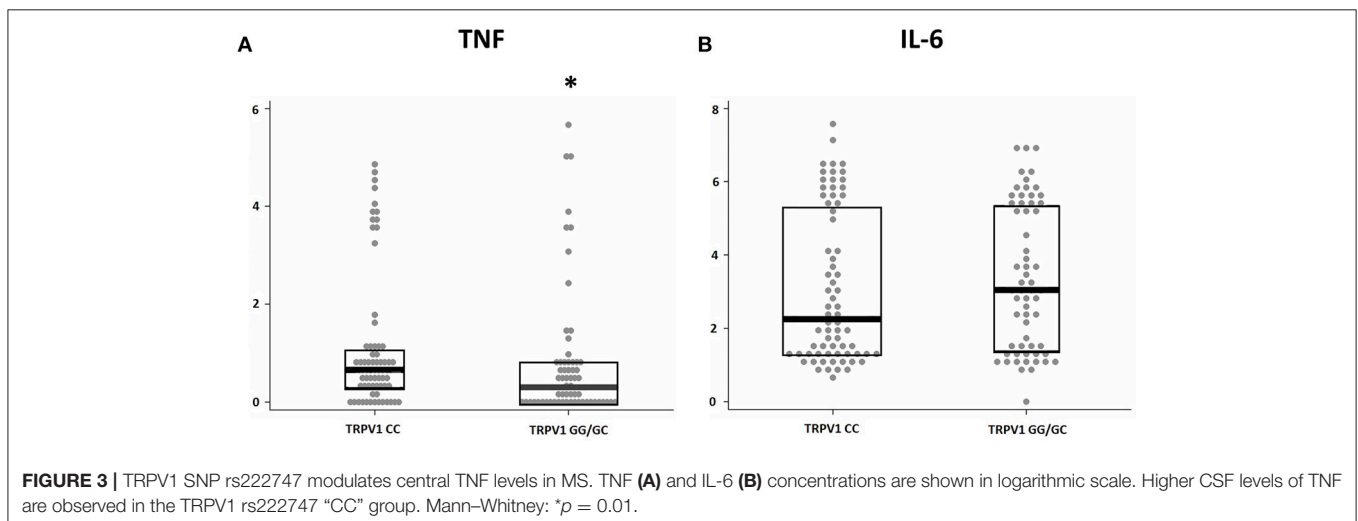 A TNF B IL-6
*
6
4
2
0
TRPV1 CC TRPV1 GG/GC
8
6
4
2
0
TRPV1 CC TRPV1 GG/GC
FIGURE 3 | TRPV1 SNP rs222747 modulates central TNF levels in MS. TNF (A) and IL-6 (B) concentrations are shown in logarithmic scale. Higher CSF levels of TNF
are observed in the TRPV1 rs222747 “CC” group. Mann–Whitney: *p = 0.01.